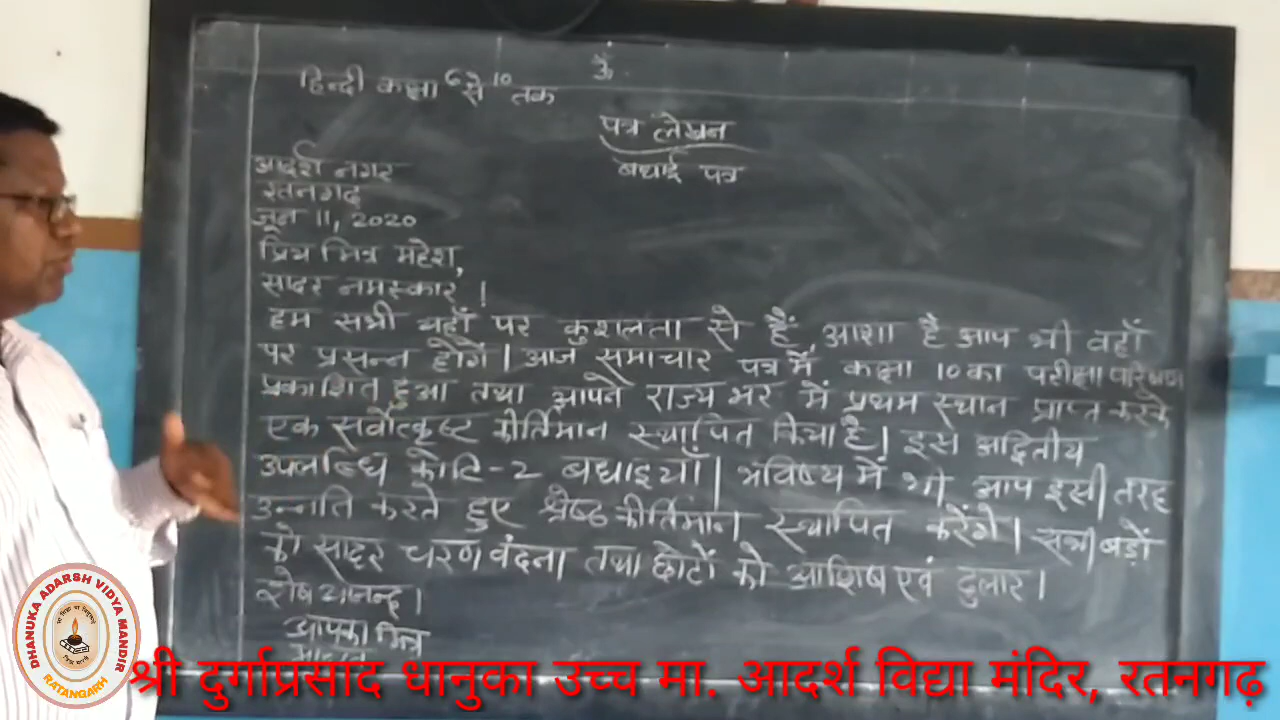 ॐ
हिन्दी कक्षा 6 से 10 तक
पत्र लेखन
बधाई पत्र
आदर्श नगर
रतनगढ़
जून 11, 2020
प्रिय मित्र महेश,
सादर नमस्कार !
हम सभी यहाँ पर कुशलता से हैं, आशा है आप भी वहाँ
पर प्रसन्न होगें। आज समाचार पत्र में कक्षा 10 का परीक्षा परिणाम
प्रकाशित हुआ तथा आपने राज्य भर में प्रथम स्थान प्राप्त करके
एक सर्वोत्कृष्ट कीर्तिमान स्थापित किया है। इस अद्वितीय
उपलब्धि कोटि-2 बधाइयाँ। भविष्य में भी आप इसी तरह
उन्नति करते हुए श्रेष्ठ कीर्तिमान स्थापित करेंगे। सभी बड़ों
को सादर चरण वंदना तथा छोटों को आशिष एवं दुलार।
शेष आनन्द।
आपका मित्र
DHANUKA ADARSH VIDYA MANDIR
RATANGARH
श्री दुर्गाप्रसाद धानुका उच्च मा. आदर्श विद्या मंदिर, रतनगढ़